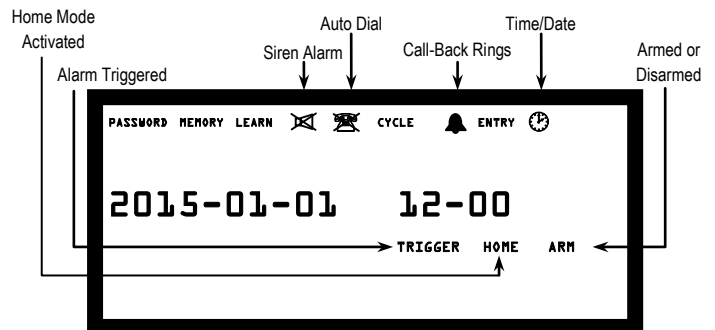 Home Mode
Activated
Auto Dial
Time/Date
Siren Alarm
Call-Back Rings
Armed or
Disarmed
Alarm Triggered
PASSWORD MEMORY LEARN CYCLE ENTRY
2015-01-01 12-00
TRIGGER HOME ARM